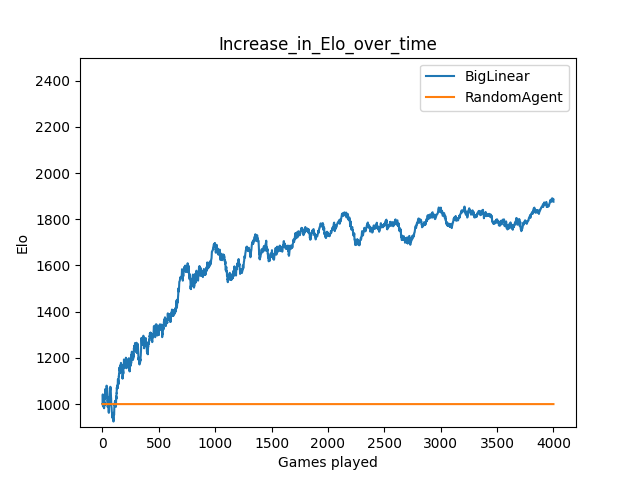 Increase_in_Elo_over_time
BigLinear
RandomAgent
2400
2200
2000
1800
1600
1400
1200
1000
Elo
0 500 1000 1500 2000 2500 3000 3500 4000
Games played